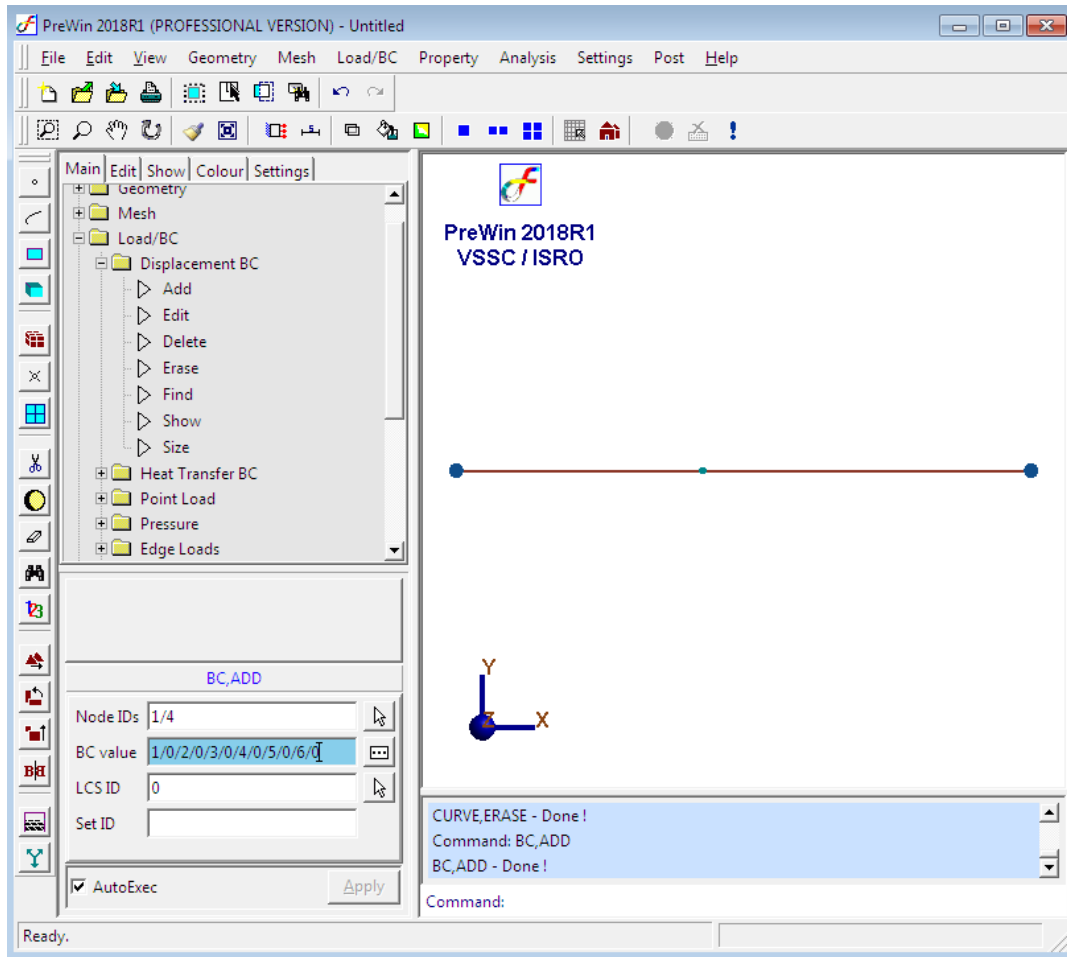 PreWin 2018R1 (PROFESSIONAL VERSION) - Untitled
File Edit View Geometry Mesh Load/BC Property Analysis Settings Post Help
Main Edit Show Colour Settings
Geometry
Mesh
Load/BC
Displacement BC
Add
Edit
Delete
Erase
Find
Show
Size
Heat Transfer BC
Point Load
Pressure
Edge Loads
BC,ADD
Node IDs 1/4
BC value 1/0/2/0/3/0/4/0/5/0/6/0
LCS ID 0
Set ID
AutoExec Apply
PreWin 2018R1
VSSC / ISRO
Y
Z X
CURVE,ERASE - Done !
Command: BC,ADD
BC,ADD - Done !
Command:
Ready.